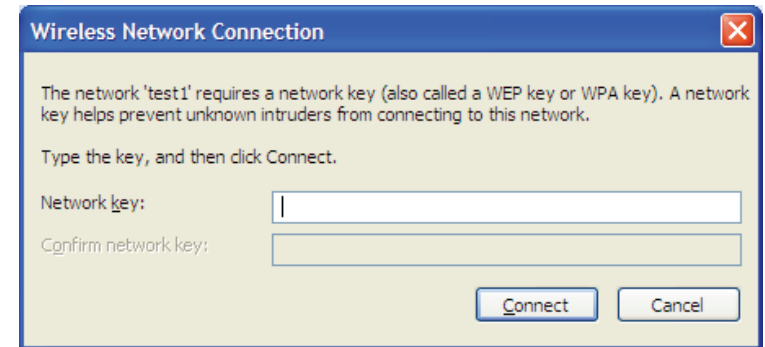 Wireless Network Connection
The network 'test1' requires a network key (also called a WEP key or WPA key). A network
key helps prevent unknown intruders from connecting to this network.
Type the key, and then click Connect.
Network key:
Confirm network key:
Connect Cancel